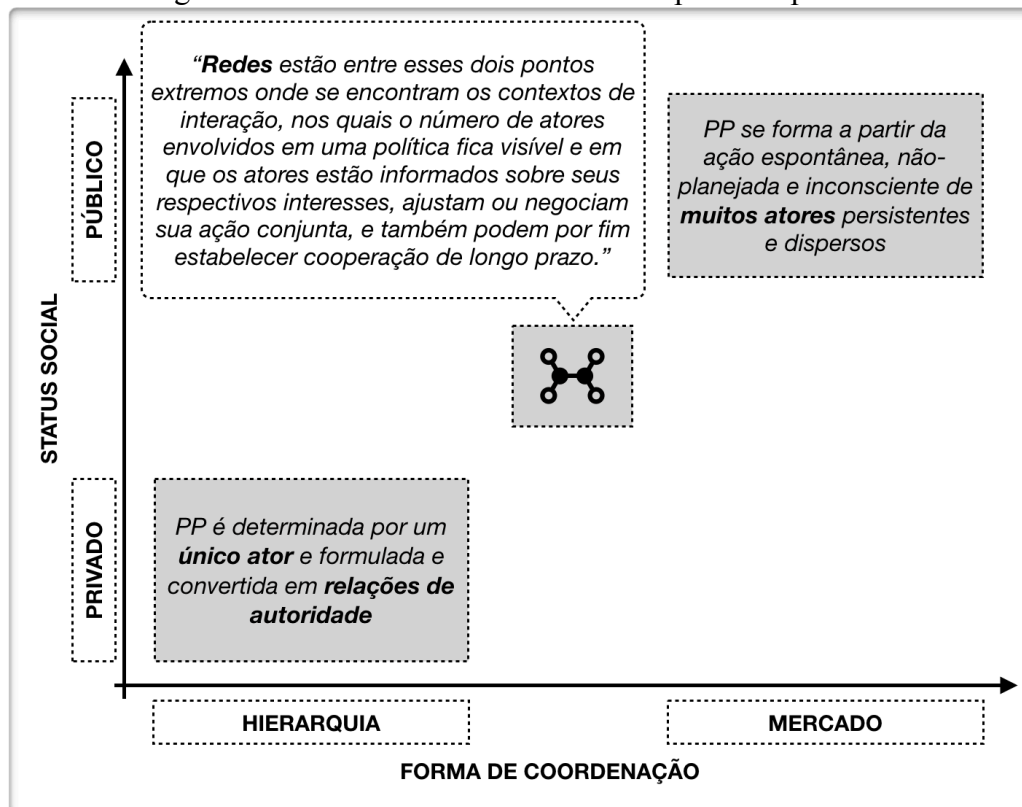 “Redes estão entre esses dois pontos
extremos onde se encontram os contextos de
interação, nos quais o número de atores
envolvidos em uma política fica visível e em
que os atores estão informados sobre seus
respectivos interesses, ajustam ou negociam
sua ação conjunta, e também podem por fim
estabelecer cooperação de longo prazo.”
PP se forma a partir da
ação espontânea, não-
planejada e inconsciente de
muitos atores persistentes
e dispersos
PÚBLICO
STATUS SOCIAL
PRIVADO
PP é determinada por um
único ator e formulada e
convertida em relações de
autoridade
HIERARQUIA
MERCADO
FORMA DE COORDENAÇÃO